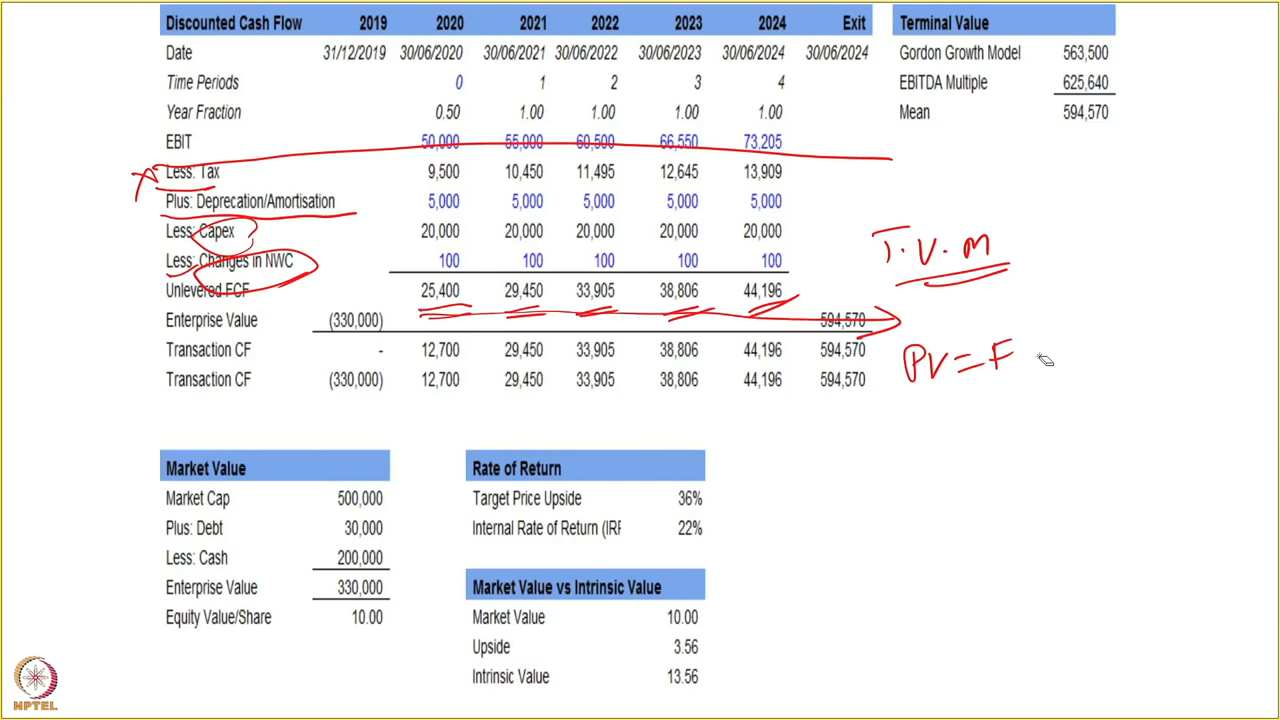 Discounted Cash Flow 2019 2020 2021 2022 2023 2024 Exit
Date 31/12/2019 30/06/2020 30/06/2021 30/06/2022 30/06/2023 30/06/2024 30/06/2024
Time Periods 0 1 2 3 4
Year Fraction 0.50 1.00 1.00 1.00 1.00
EBIT 50,000 55,000 60,500 66,550 73,205
Less: Tax 9,500 10,450 11,495 12,645 13,909
Plus: Deprecation/Amortisation 5,000 5,000 5,000 5,000 5,000
Less: Capex 20,000 20,000 20,000 20,000 20,000
Less: Changes in NWC 100 100 100 100 100
Unlevered FCF 25,400 29,450 33,905 38,806 44,196
Enterprise Value (330,000) 594,570
Transaction CF - 12,700 29,450 33,905 38,806 44,196 594,570
Transaction CF (330,000) 12,700 29,450 33,905 38,806 44,196 594,570
Terminal Value
Gordon Growth Model 563,500
EBITDA Multiple 625,640
Mean 594,570
T.V.M
PV=F
Market Value
Market Cap 500,000
Plus: Debt 30,000
Less: Cash 200,000
Enterprise Value 330,000
Equity Value/Share 10.00
Rate of Return
Target Price Upside 36%
Internal Rate of Return (IRF 22%
Market Value vs Intrinsic Value
Market Value 10.00
Upside 3.56
Intrinsic Value 13.56
NPTEL